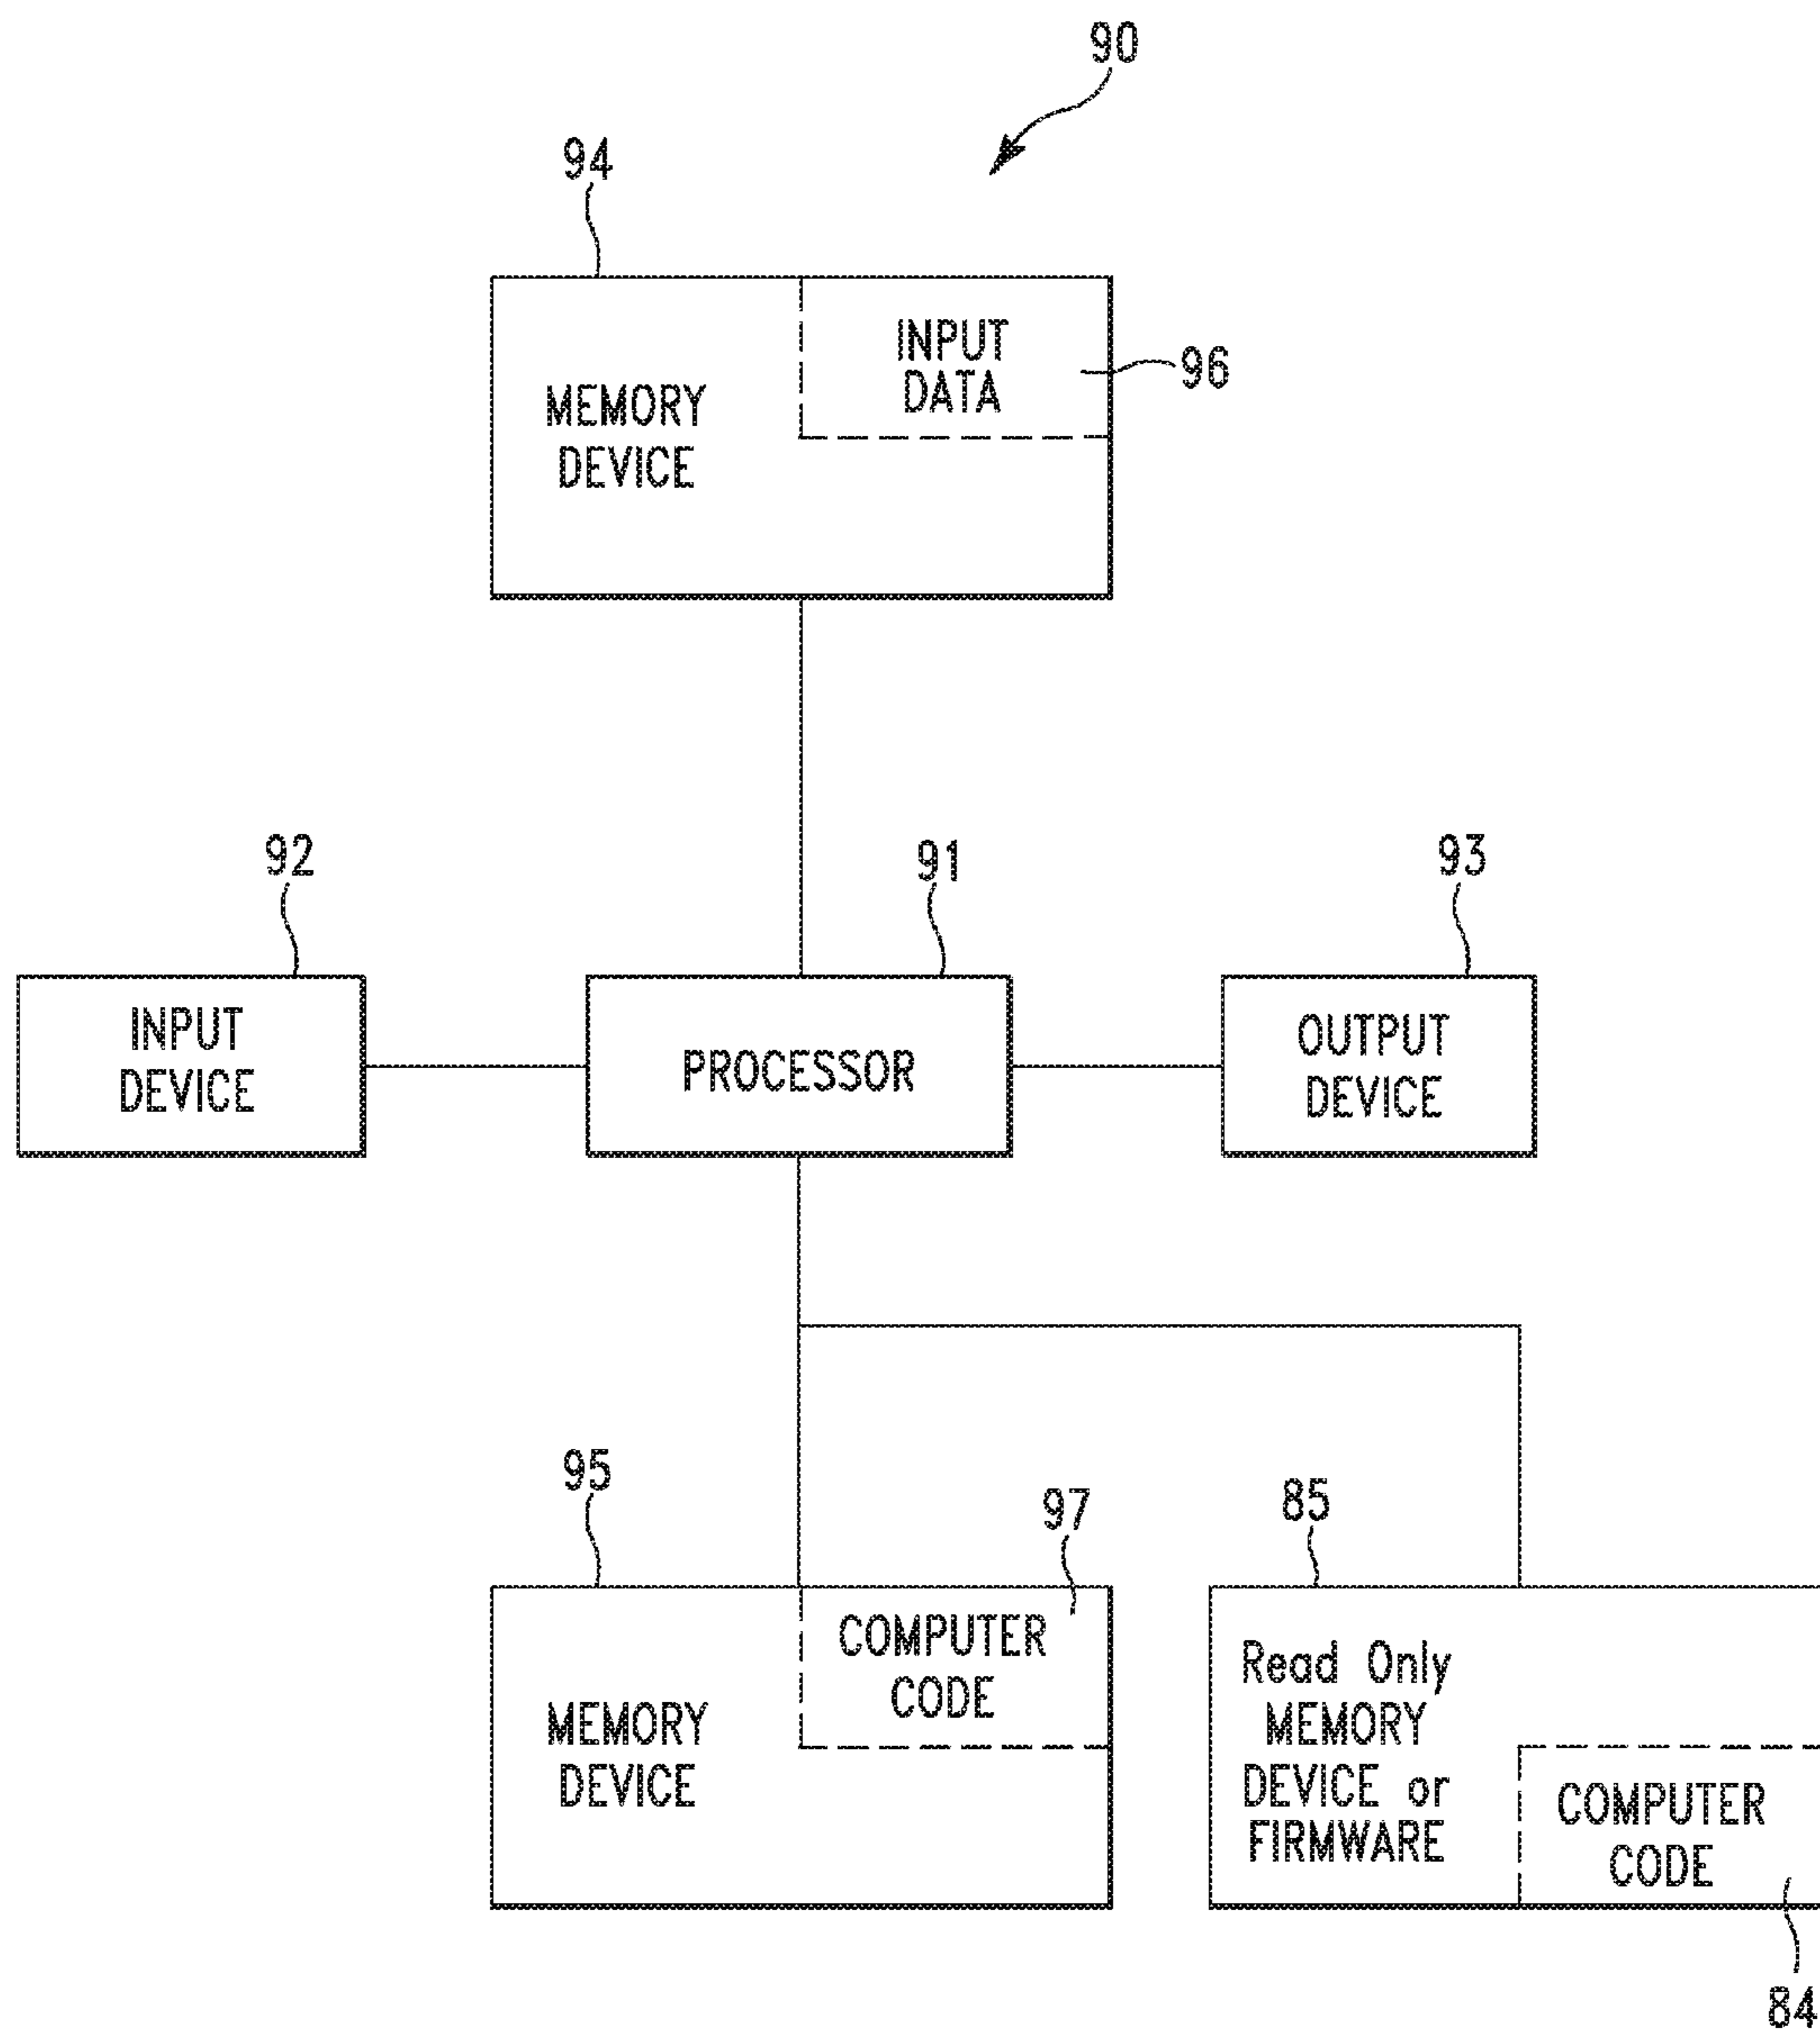 90
94
INPUT
DATA
96
MEMORY
DEVICE
92
91
93
INPUT
DEVICE
PROCESSOR
OUTPUT
DEVICE
95
97
85
COMPUTER
CODE
MEMORY
DEVICE
Read Only
MEMORY
DEVICE or
FIRMWARE
COMPUTER
CODE
84